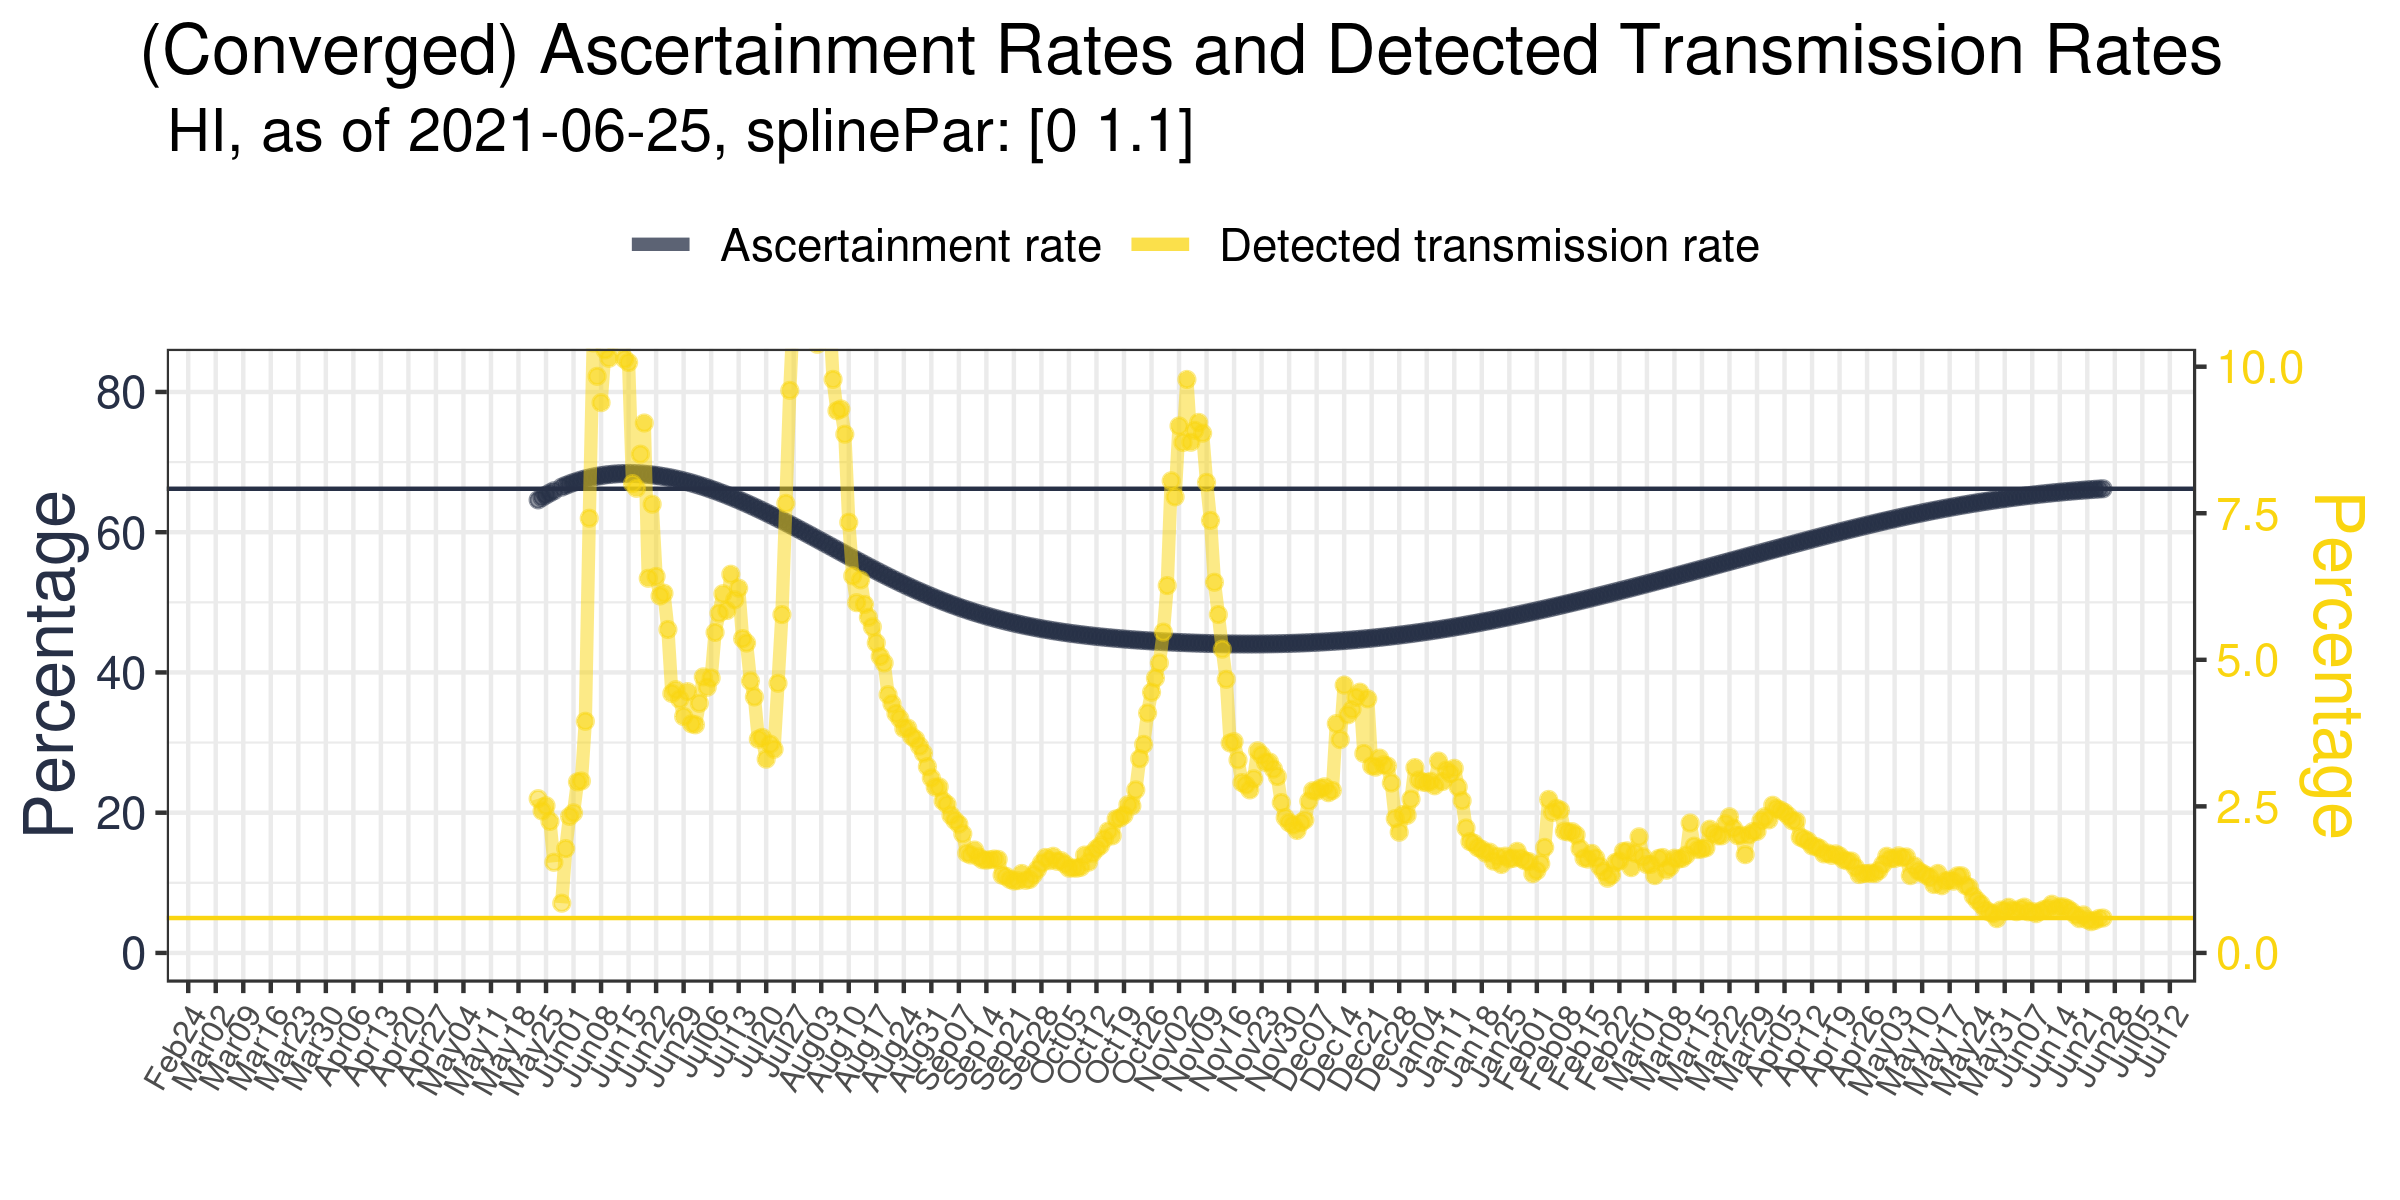 (Converged) Ascertainment Rates and Detected Transmission Rates
HI, as of 2021-06-25, splinePar: [0 1.1]
Ascertainment rate
Detected transmission rate
Percentage
80
60
40
20
0
10.0
7.5
5.0
2.5
0.0
Percentage
Feb24
Mar02
Mar09
Mar16
Mar23
Mar30
Apr06
Apr13
Apr20
Apr27
May04
May11
May18
May25
Jun01
Jun08
Jun15
Jun22
Jun29
Jul06
Jul13
Jul20
Jul27
Aug03
Aug10
Aug17
Aug24
Aug31
Sep07
Sep14
Sep21
Sep28
Oct05
Oct12
Oct19
Oct26
Nov02
Nov09
Nov16
Nov23
Nov30
Dec07
Dec14
Dec21
Dec28
Jan04
Jan11
Jan18
Jan25
Feb01
Feb08
Feb15
Feb22
Mar01
Mar08
Mar15
Mar22
Mar29
Apr05
Apr12
Apr19
Apr26
May03
May10
May17
May24
May31
Jun07
Jun14
Jun21
Jun28
Jul05
Jul12